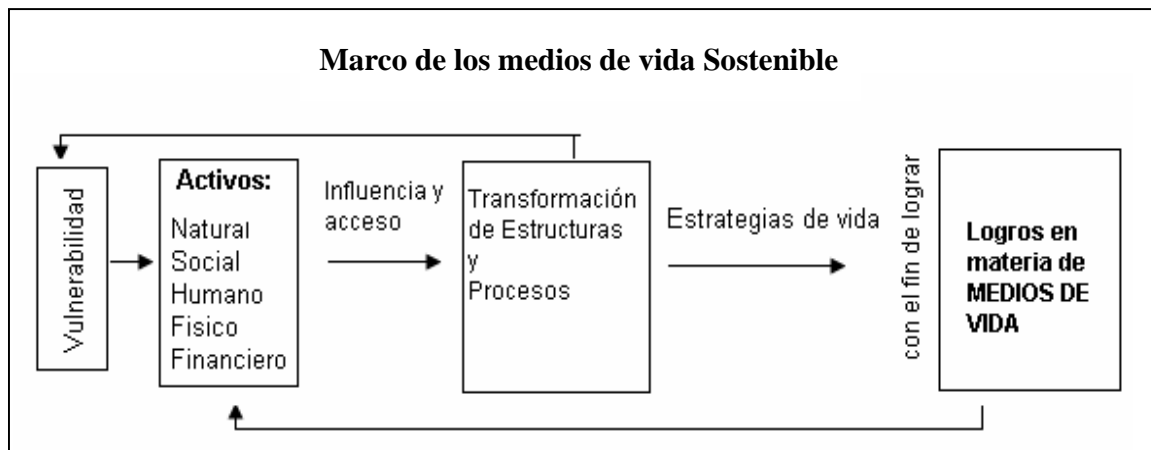 Marco de los medios de vida Sostenible
Vulnerabilidad
Activos:
Natural
Social
Humano
Fisico
Financiero
Influencia y
acceso
Transformación
de Estructuras
y
Procesos
Estrategias de vida
con el fin de lograr
Logros en
materia de
MEDIOS DE
VIDA